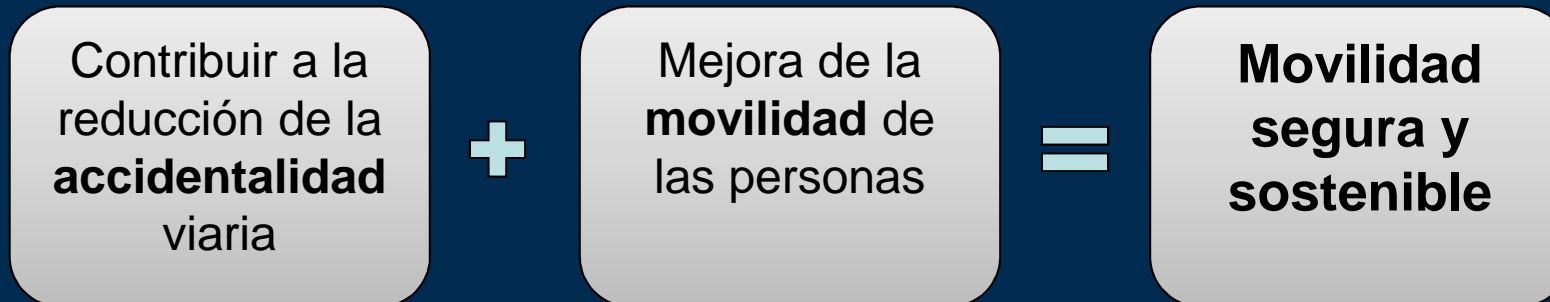 Contribuir a la
reducción de la
accidentalidad
viaria
+
Mejora de la
movilidad de
las personas
=
Movilidad
segura y
sostenible